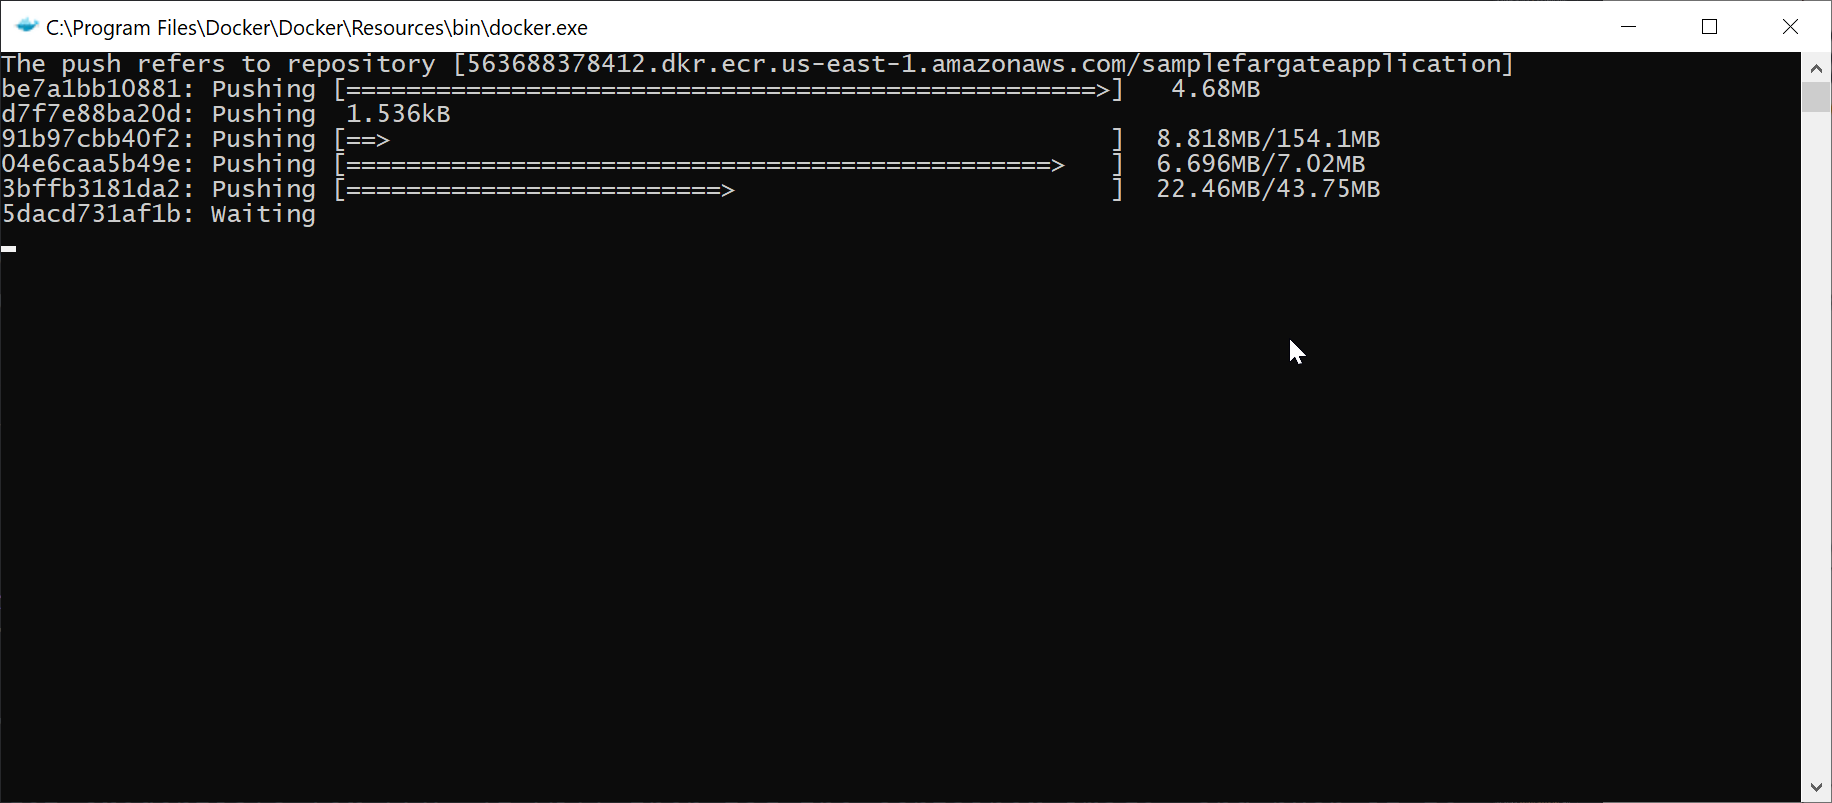 C:\Program Files\Docker\Docker\Resources\bin\docker.exe
The push refers to repository [563688378412.dkr.ecr.us-east-1.amazonaws.com/samplefargateapplication]
be7a1bb10881: Pushing [==================================================>]   4.68MB
d7f7e88ba20d: Pushing  1.536kB
91b97cbb40f2: Pushing [==>                                                ]  8.818MB/154.1MB
04e6caa5b49e: Pushing [===============================================>   ]  6.696MB/7.02MB
3bffb3181da2: Pushing [=========================>                         ]  22.46MB/43.75MB
5dacd731af1b: Waiting